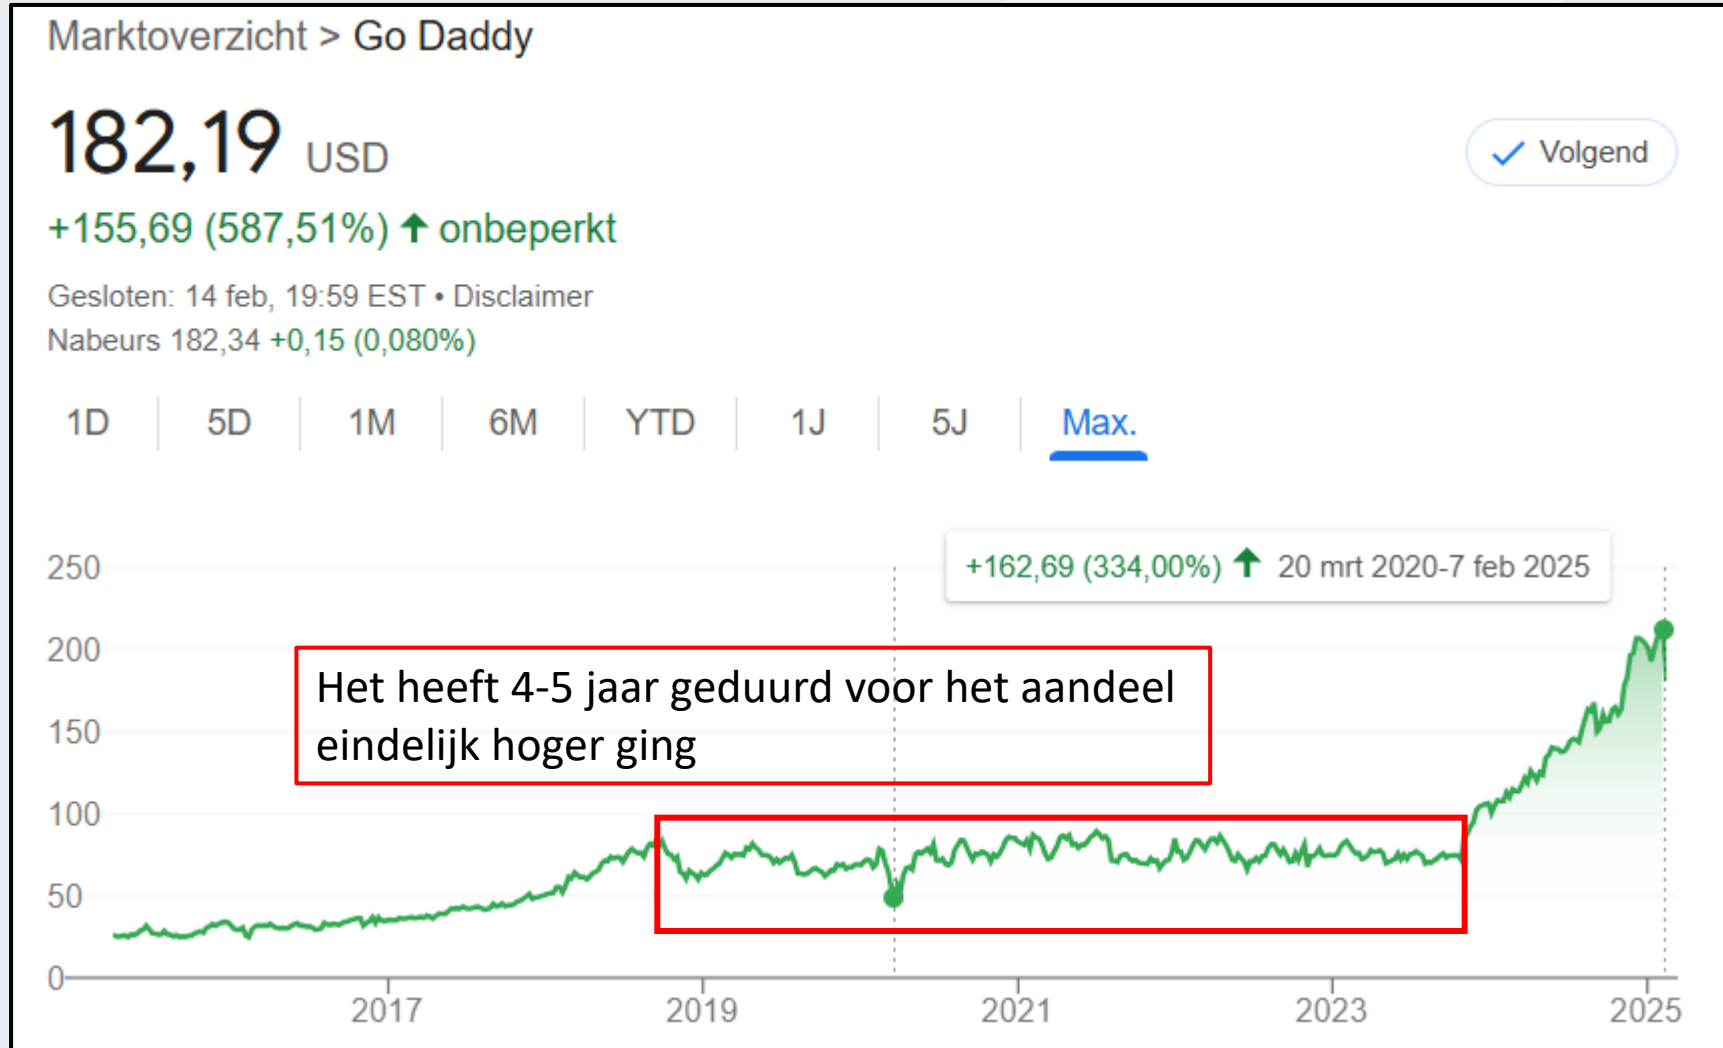 Marktoverzicht > Go Daddy
182,19 USD
Volgend
+155,69 (587,51%) ↑ onbeperkt
Gesloten: 14 feb, 19:59 EST • Disclaimer
Nabeurs 182,34 +0,15 (0,080%)
1D 5D 1M 6M YTD 1J 5J Max.
+162,69 (334,00%) ↑ 20 mrt 2020-7 feb 2025
250
200
Het heeft 4-5 jaar geduurd voor het aandeel
eindelijk hoger ging
150
100
50
0
2017 2019 2021 2023 2025